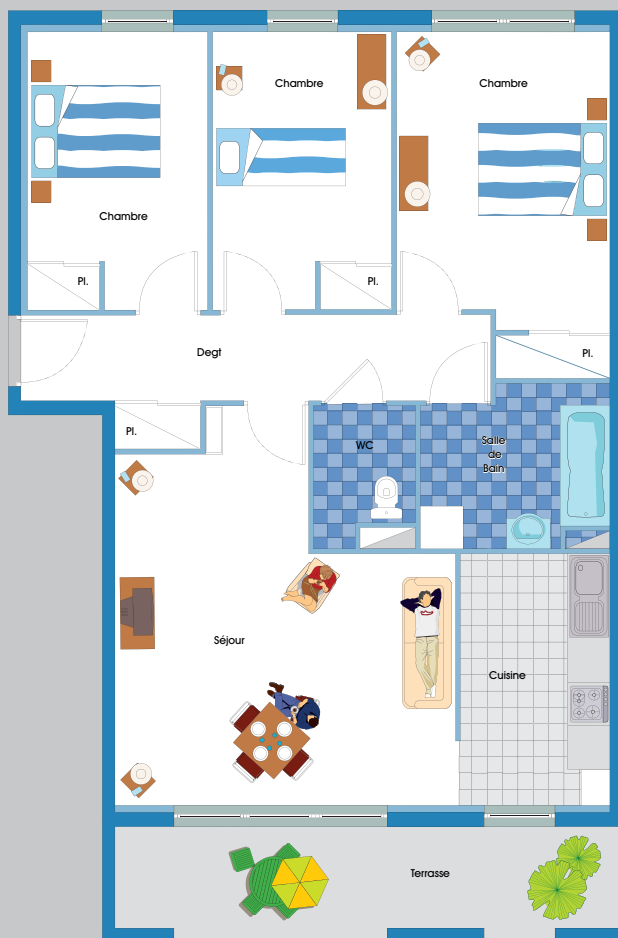 Chambre
Chambre
Chambre
Pl.
Pl.
Degt
Pl.
Pl.
WC
Salle
de
Bain
Séjour
Cuisine
Terrasse